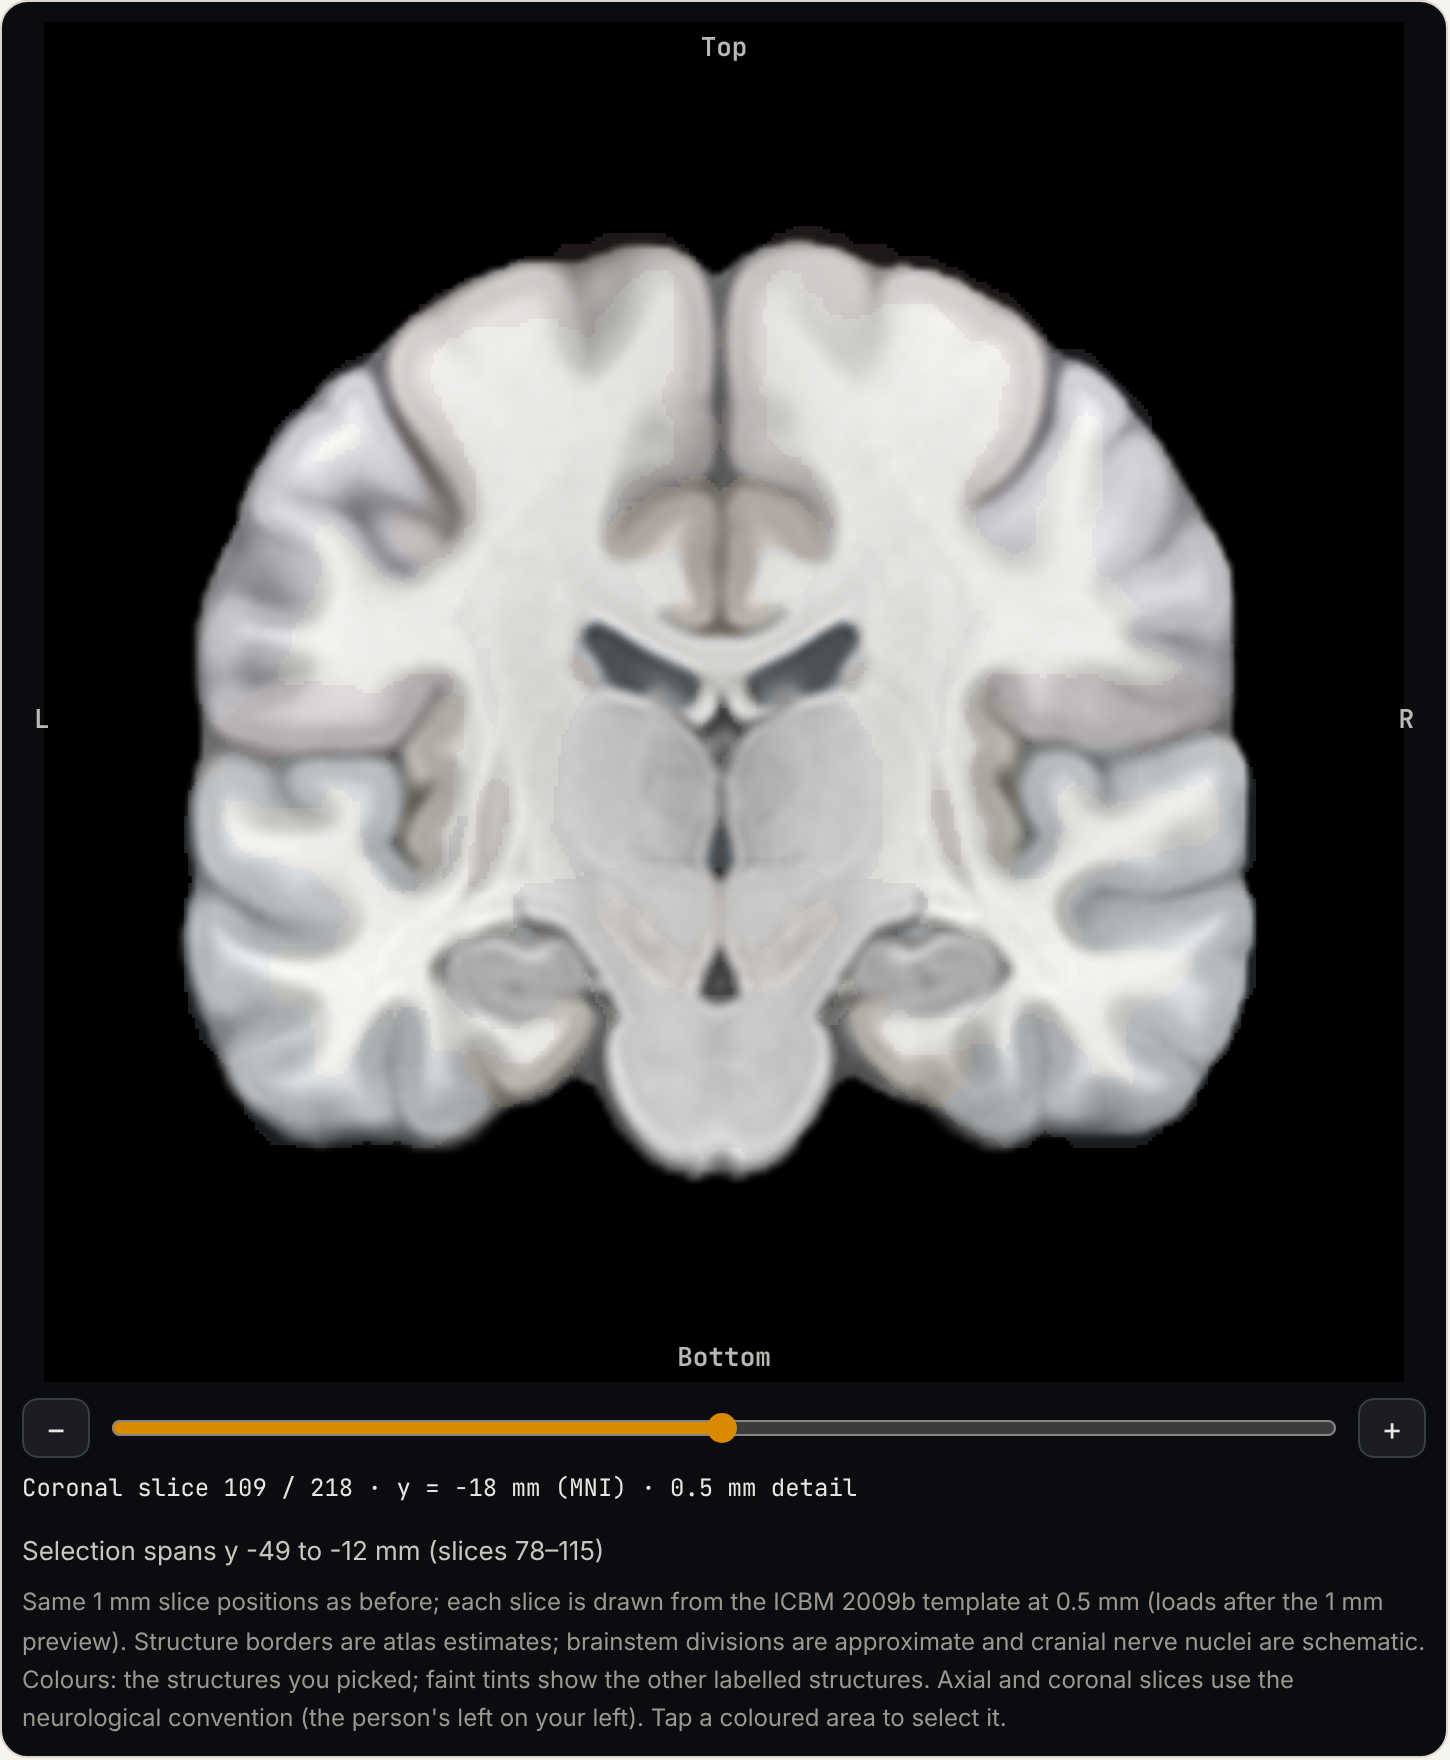 Top
L
R
Bottom
−
+
Coronal slice 109 / 218 · y = -18 mm (MNI) · 0.5 mm detail
Selection spans y -49 to -12 mm (slices 78–115)
Same 1 mm slice positions as before; each slice is drawn from the ICBM 2009b template at 0.5 mm (loads after the 1 mm
preview). Structure borders are atlas estimates; brainstem divisions are approximate and cranial nerve nuclei are schematic.
Colours: the structures you picked; faint tints show the other labelled structures. Axial and coronal slices use the
neurological convention (the person's left on your left). Tap a coloured area to select it.